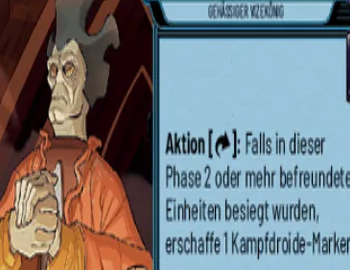 GEHÄSSIGER VIZEKÖNIG
Aktion [↷]: Falls in dieser
Phase 2 oder mehr befreundete
Einheiten besiegt wurden,
erschaffe 1 Kampfdroide-Marker